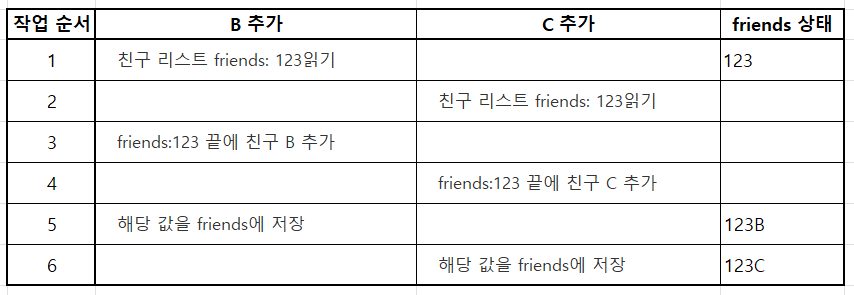 작업 순서 B 추가 C 추가 friends 상태
1 친구 리스트 friends: 123읽기 123
2 친구 리스트 friends: 123읽기
3 friends:123 끝에 친구 B 추가
4 friends:123 끝에 친구 C 추가
5 해당 값을 friends에 저장 123B
6 해당 값을 friends에 저장 123C